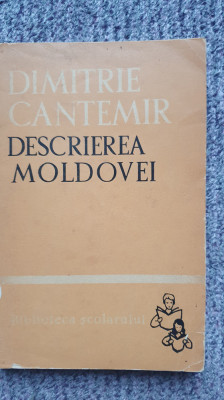 DIMITRIE
CANTEMIR
DESCRIEREA
MOLDOVEI
biblioteca școlarului